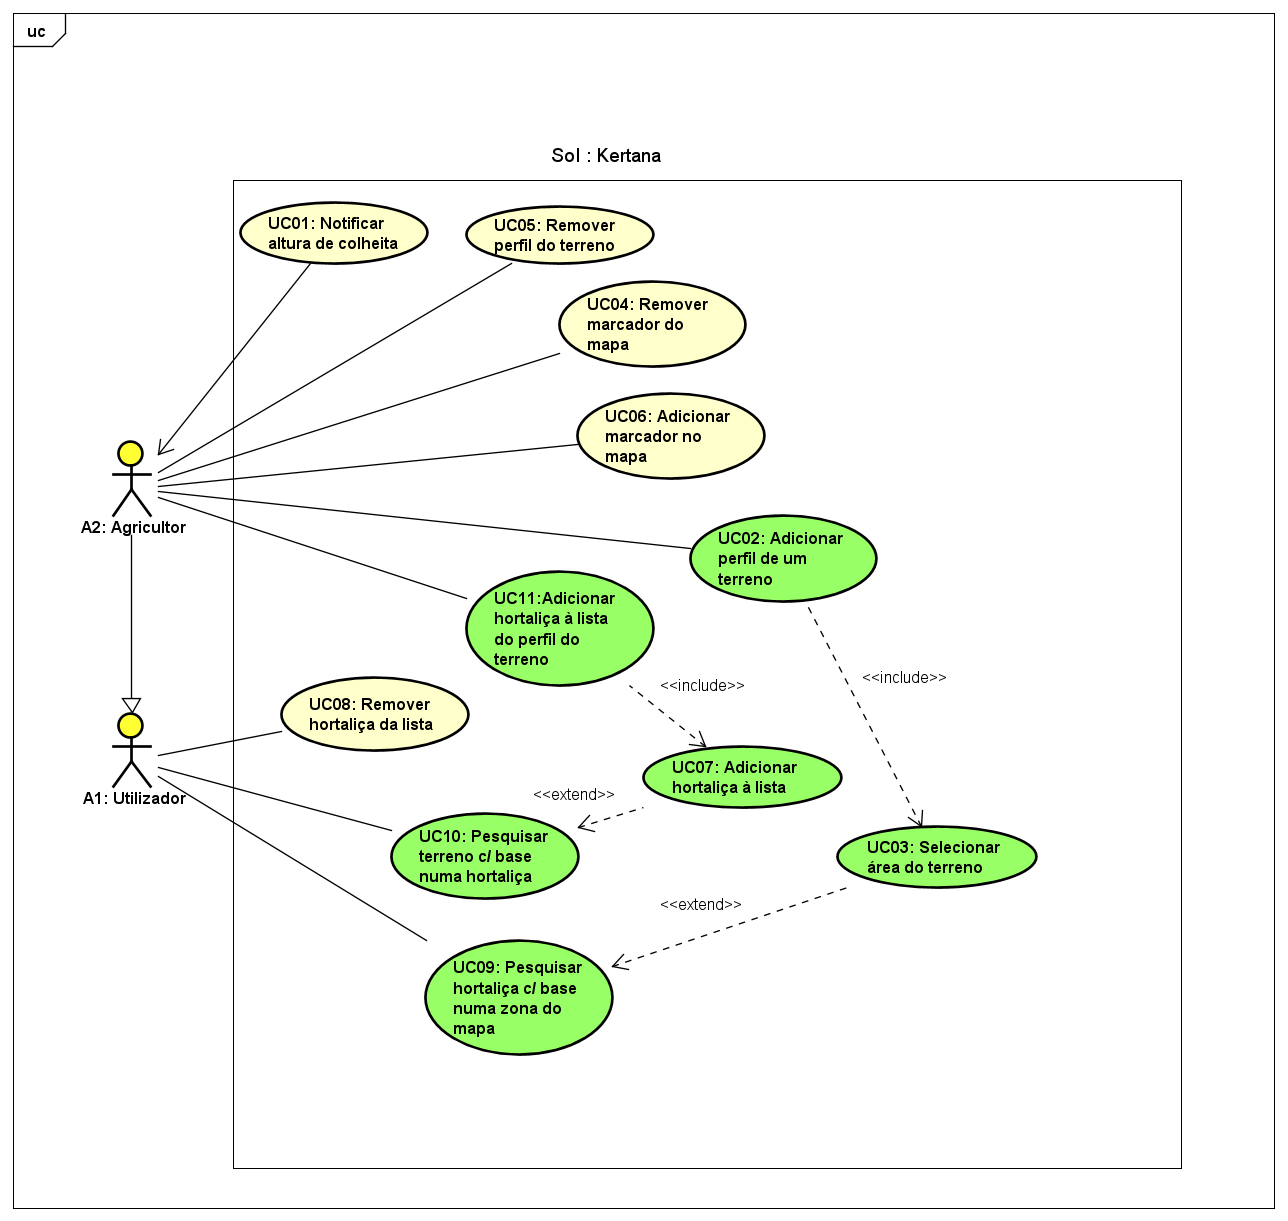 uc
Sol : Kertana
UC01: Notificar
altura de colheita
UC05: Remover
perfil do terreno
UC04: Remover
marcador do
mapa
UC06: Adicionar
marcador no
mapa
A2: Agricultor
UC02: Adicionar
perfil de um
terreno
UC11:Adicionar
hortaliça à lista
do perfil do
terreno
<<include>>
<<include>>
UC08: Remover
hortaliça da lista
A1: Utilizador
UC07: Adicionar
hortaliça à lista
<<extend>>
UC10: Pesquisar
terreno c/ base
numa hortaliça
UC03: Selecionar
área do terreno
<<extend>>
UC09: Pesquisar
hortaliça c/ base
numa zona do
mapa